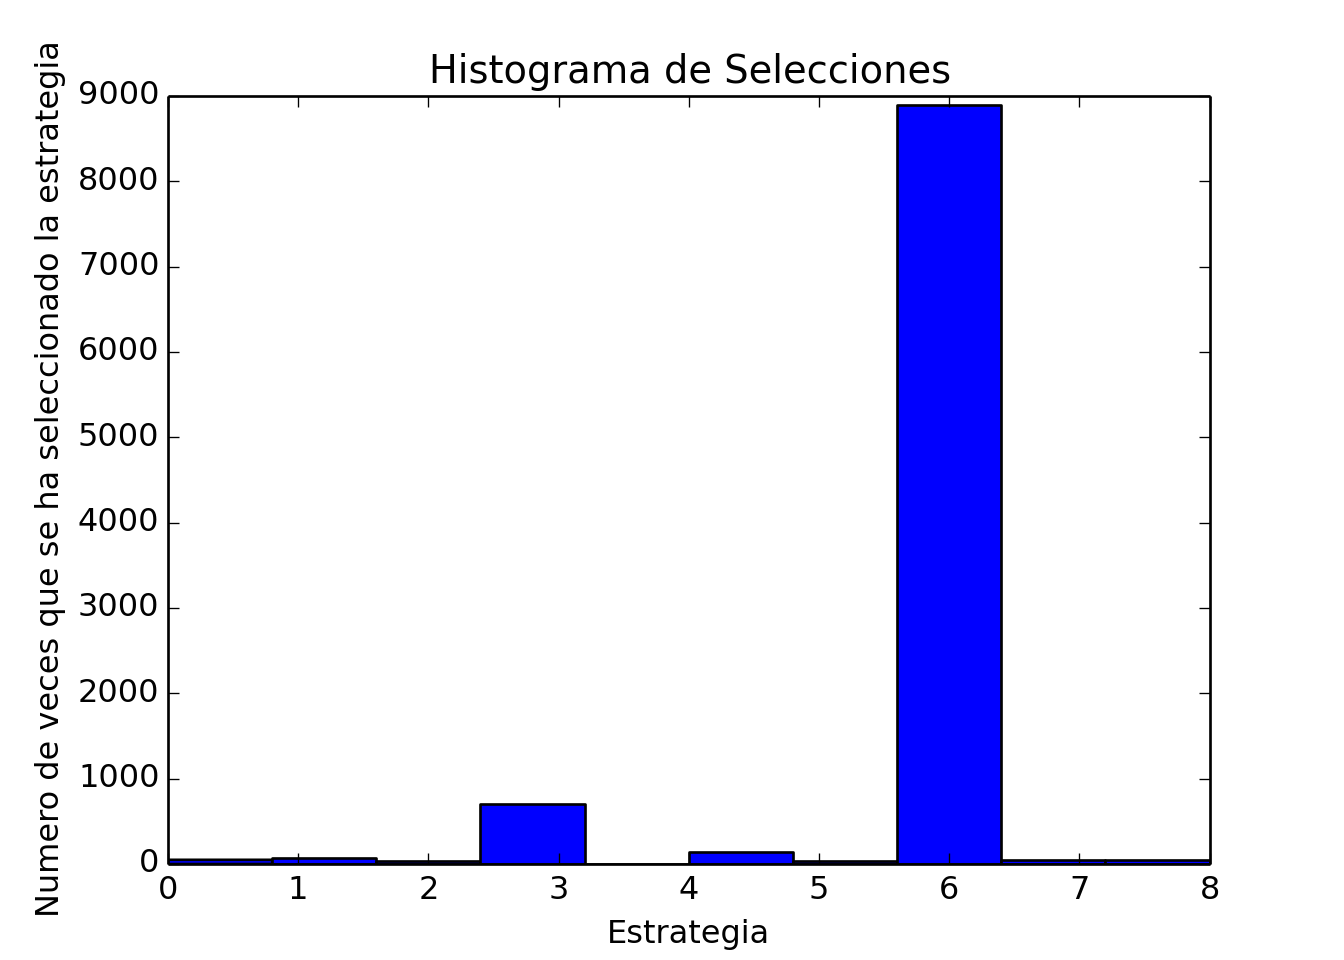 Histograma de Selecciones
Numero de veces que se ha seleccionado la estrategia
9000
8000
7000
6000
5000
4000
3000
2000
1000
0
0 1 2 3 4 5 6 7 8
Estrategia